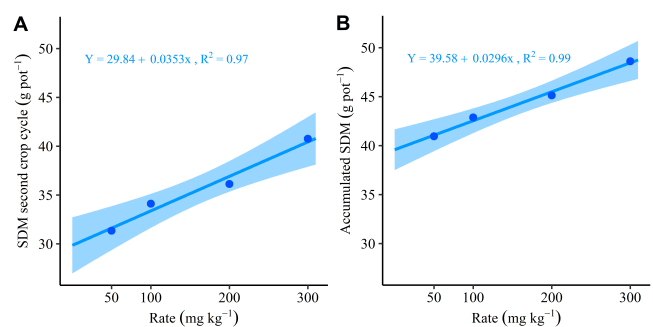 A
Y = 29.84 + 0.0353x , R² = 0.97
50
45
40
35
30
SDM second crop cycle (g pot⁻¹)
50 100 200 300
Rate (mg kg⁻¹)
B
Y = 39.58 + 0.0296x , R² = 0.99
50
45
40
35
30
Accumulated SDM (g pot⁻¹)
50 100 200 300
Rate (mg kg⁻¹)